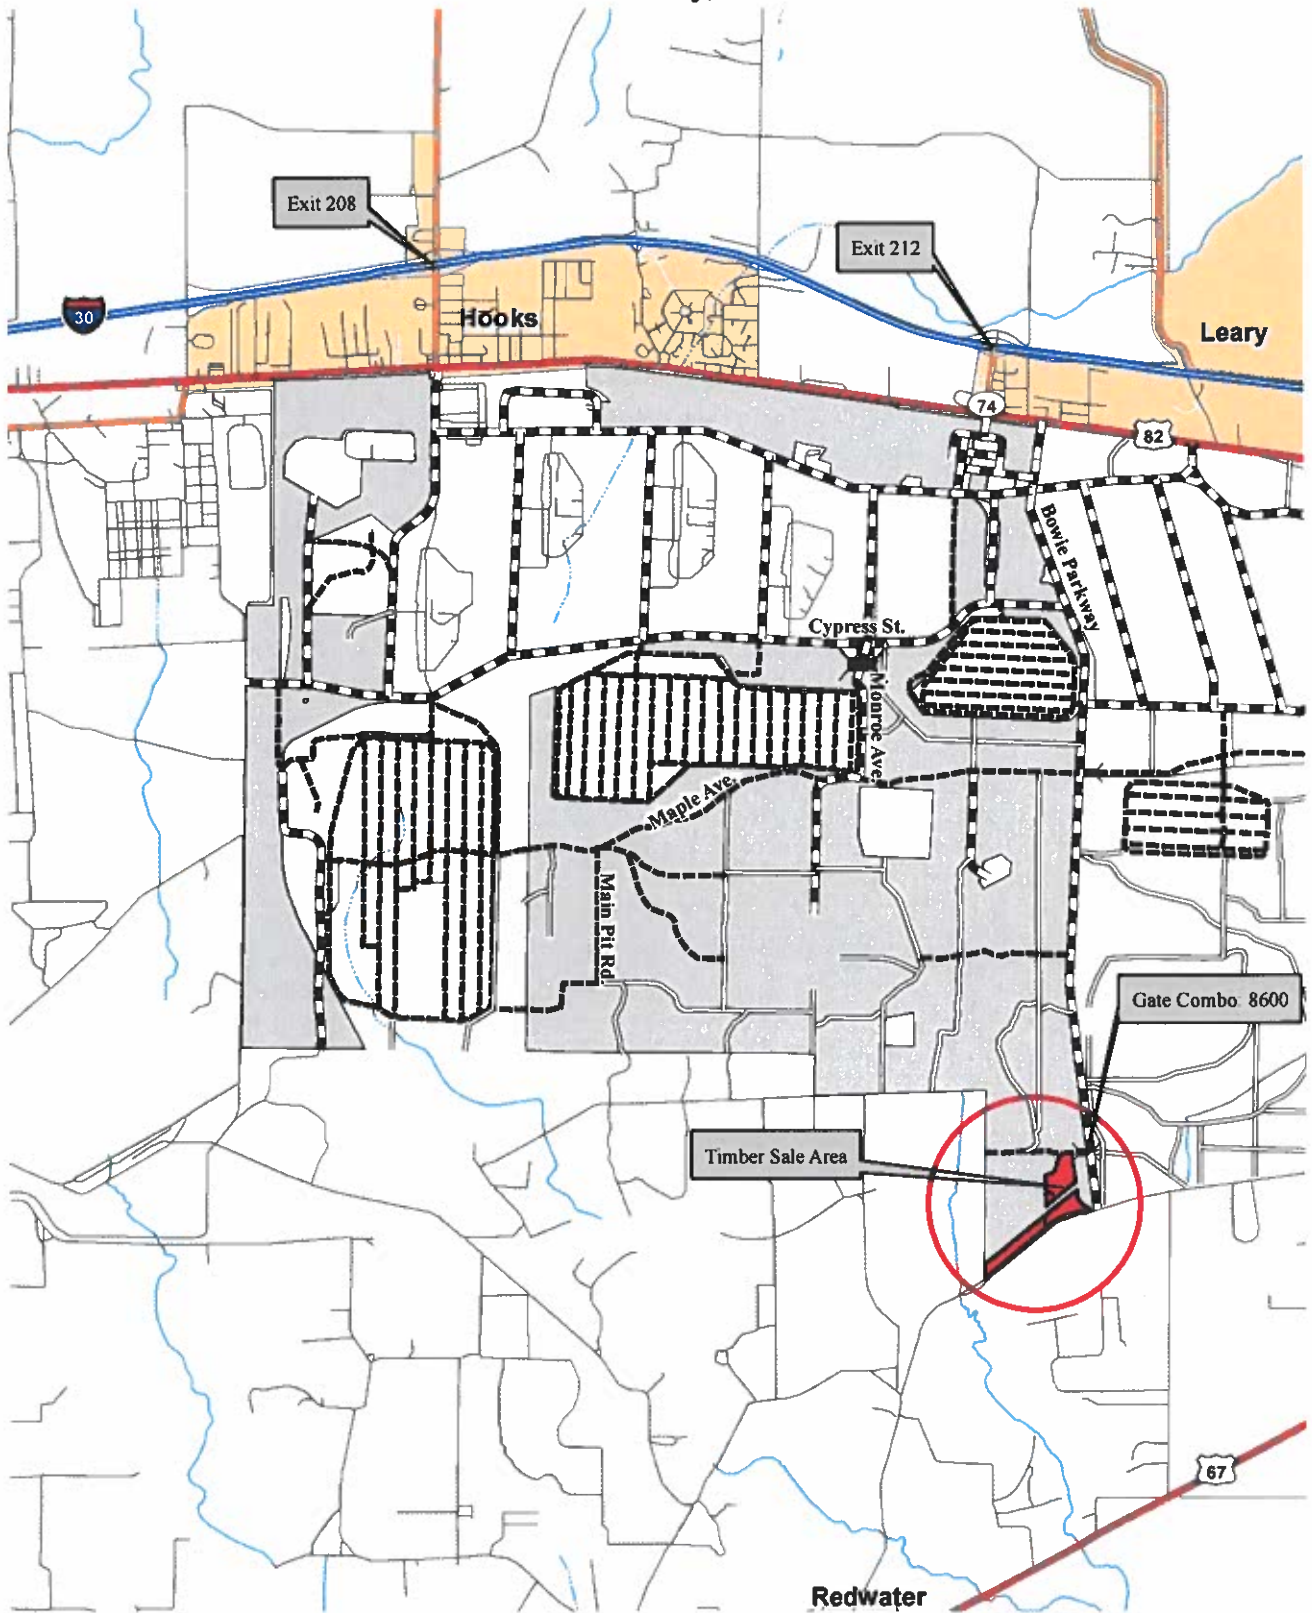 Exit 208
Exit 212
30
Hooks
Leary
74
82
Bowie Parkway
Cypress St.
Monroe Ave.
Maple Ave.
Main Pit Rd
Gate Combo: 8600
Timber Sale Area
67
Redwater